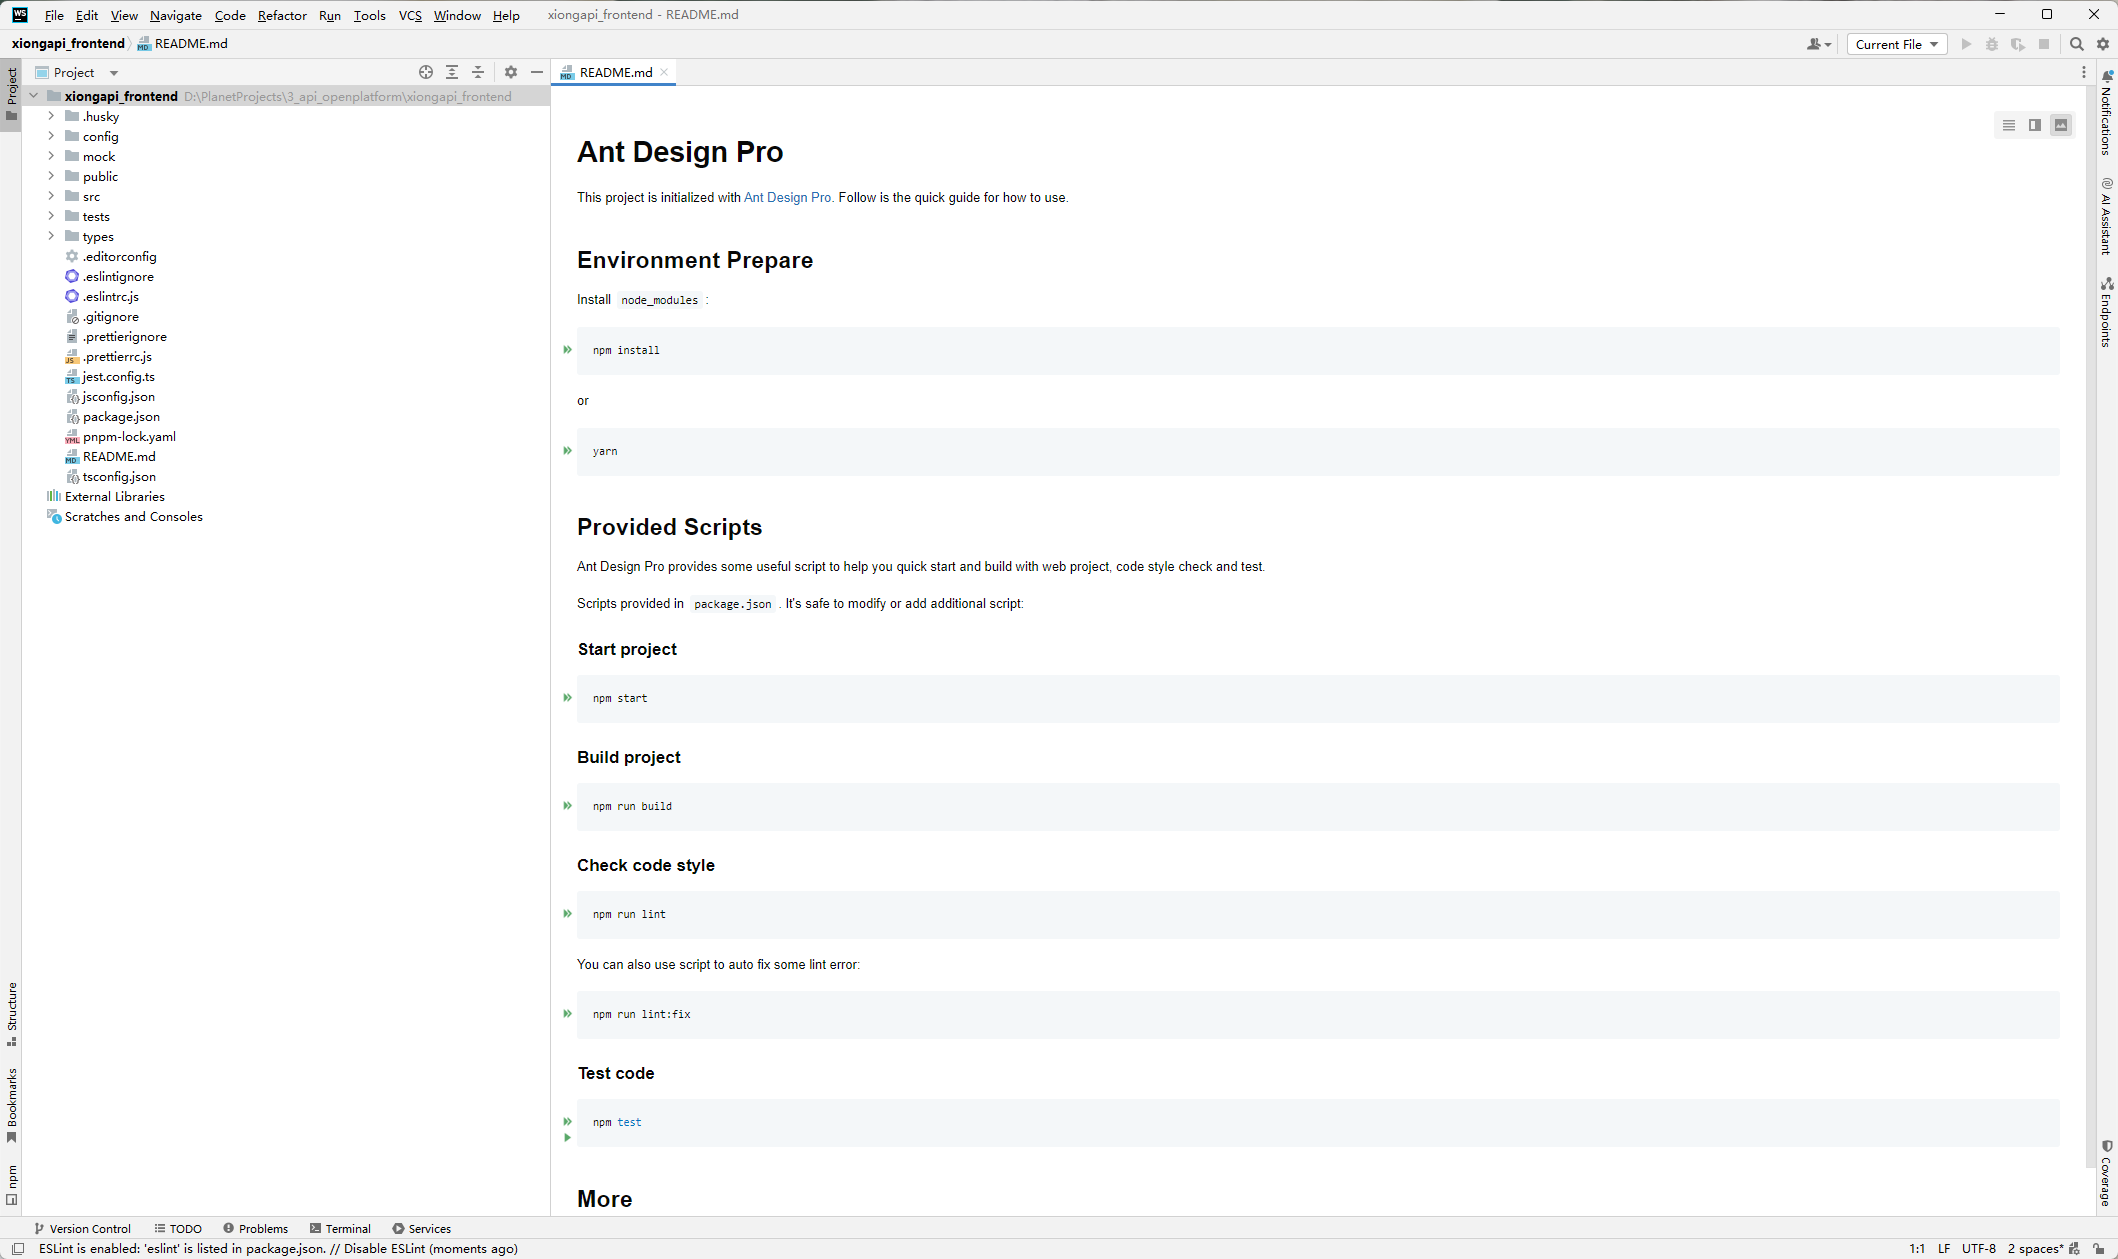 WS File Edit View Navigate Code Refactor Run Tools VCS Window Help xiongapi_frontend - README.md
xiongapi_frontend README.md Current File
Project
xiongapi_frontend D:\PlanetProjects\3_api_openplatform\xiongapi_frontend
.husky
config
mock
public
src
tests
types
.editorconfig
.eslintignore
.eslintrc.js
.gitignore
.prettierignore
.prettierrc.js
jest.config.ts
jsconfig.json
package.json
pnpm-lock.yaml
README.md
tsconfig.json
External Libraries
Scratches and Consoles
Project
Structure
Bookmarks
npm
README.md
Ant Design Pro
This project is initialized with Ant Design Pro. Follow is the quick guide for how to use.
Environment Prepare
Install node_modules :
npm install
or
yarn
Provided Scripts
Ant Design Pro provides some useful script to help you quick start and build with web project, code style check and test.
Scripts provided in package.json . It's safe to modify or add additional script:
Start project
npm start
Build project
npm run build
Check code style
npm run lint
You can also use script to auto fix some lint error:
npm run lint:fix
Test code
npm test
More
Notifications
AI Assistant
Endpoints
Coverage
Version Control TODO Problems Terminal Services
ESLint is enabled: 'eslint' is listed in package.json. // Disable ESLint (moments ago) 1:1 LF UTF-8 2 spaces*